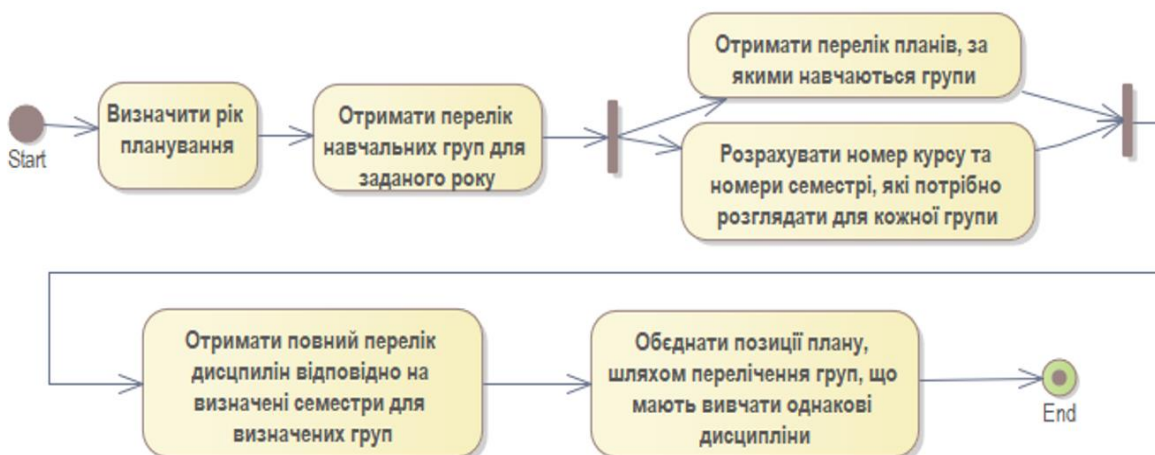 Start
Визначити рік
планування
Отримати перелік
навчальних груп для
заданого року
Отримати перелік планів, за
якими навчаються групи
Розрахувати номер курсу та
номери семестрі, які потрібно
розглядати для кожної групи
Отримати повний перелік
дисцпилін відповідно на
визначені семестри для
визначених груп
Обєднати позиції плану,
шляхом перелічення груп, що
мають вивчати однакові
дисципліни
End